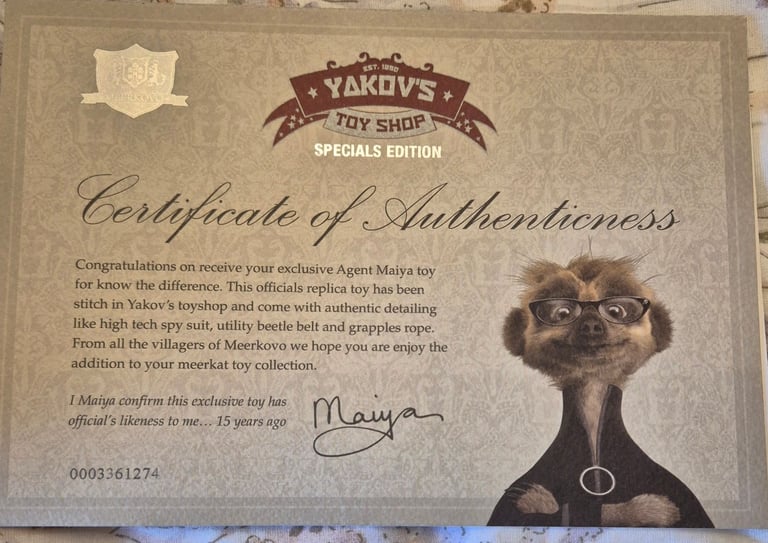 EST. 1850
YAKOV'S
TOY SHOP
SPECIALS EDITION
Certificate of Authenticness
Congratulations on receive your exclusive Agent Maiya toy
for know the difference. This officials replica toy has been
stitch in Yakov's toyshop and come with authentic detailing
like high tech spy suit, utility beetle belt and grapples rope.
From all the villagers of Meerkovo we hope you are enjoy the
addition to your meerkat toy collection.
I Maiya confirm this exclusive toy has
official's likeness to me... 15 years ago
Maiya
0003361274